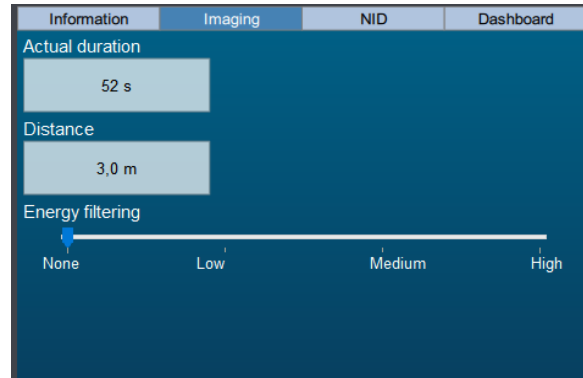 Information Imaging NID Dashboard
Actual duration
52 s
Distance
3,0 m
Energy filtering
None Low Medium High